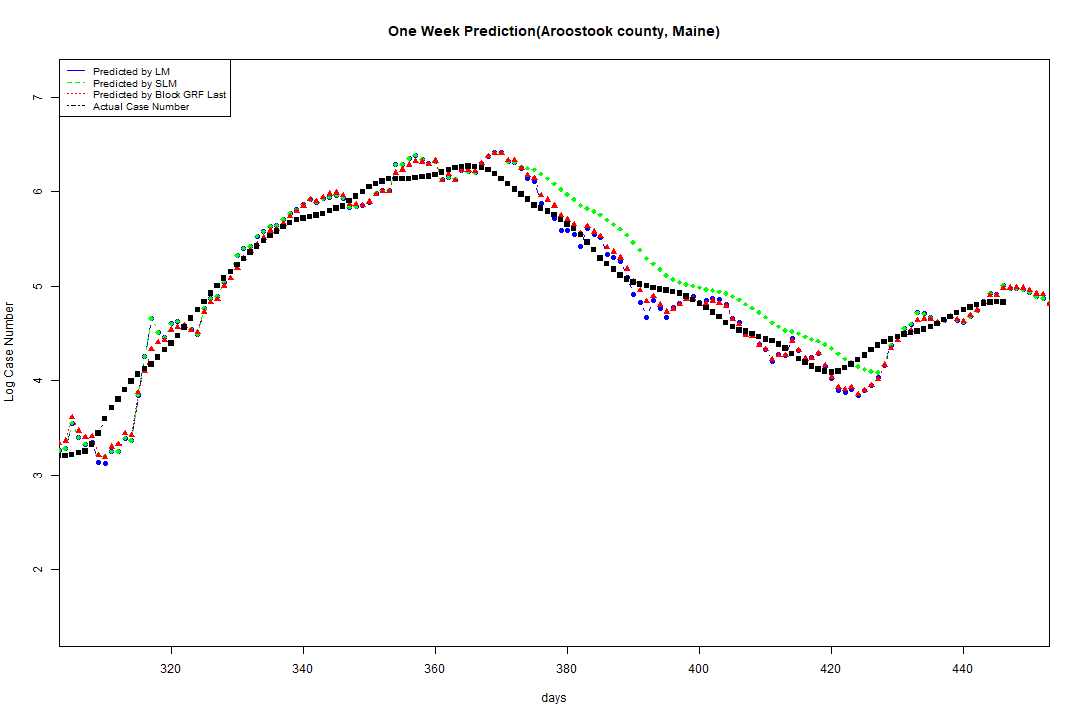 One Week Prediction(Aroostook county, Maine)
Predicted by LM
Predicted by SLM
Predicted by Block GRF Last
Actual Case Number
Log Case Number
7
6
5
4
3
2
320 340 360 380 400 420 440
days